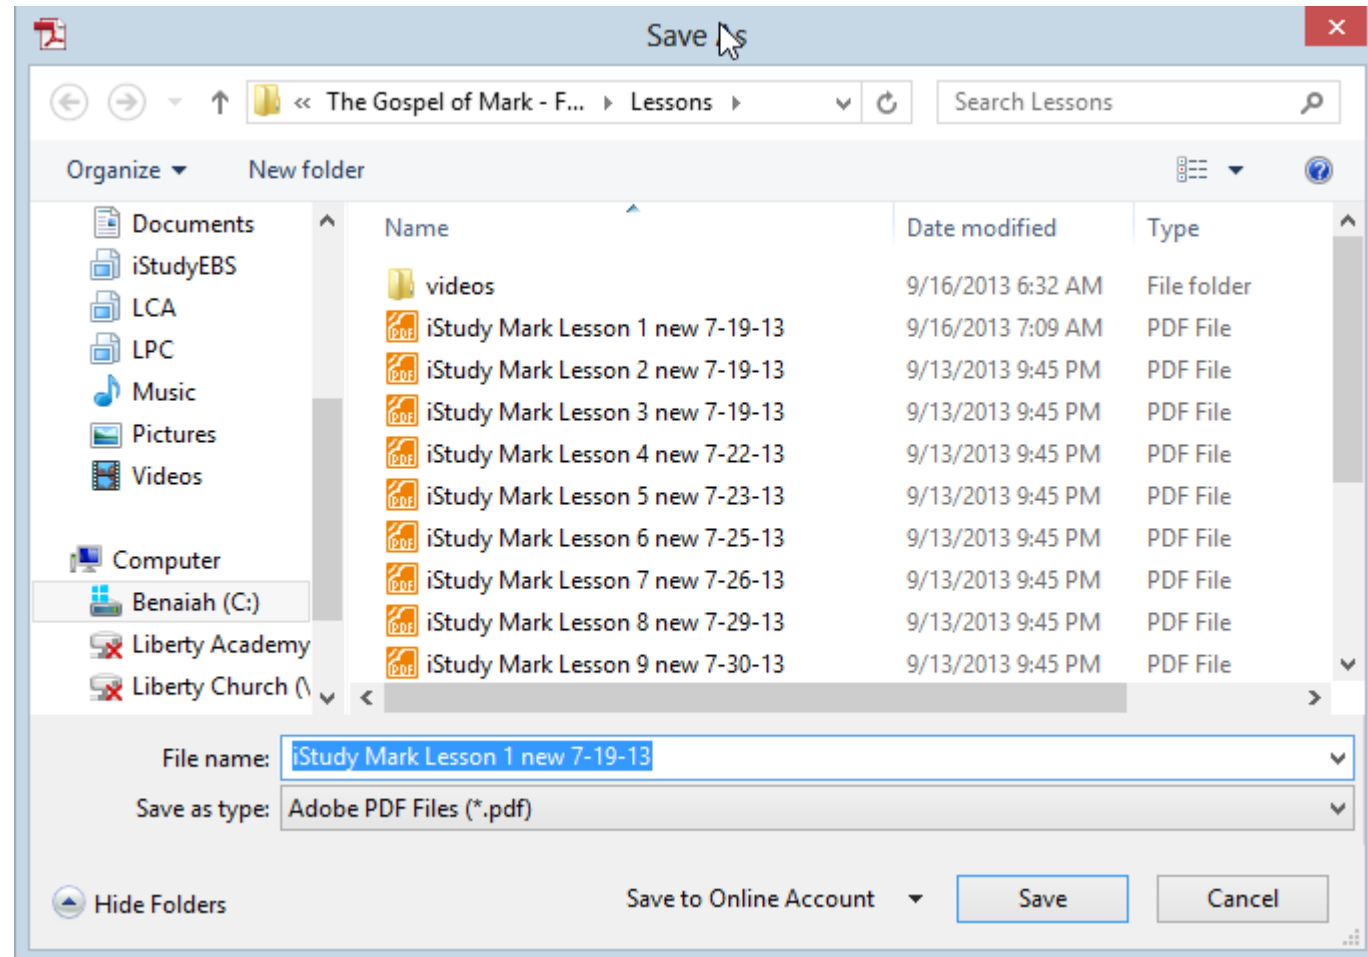 Save As
« The Gospel of Mark - F... Lessons
Search Lessons
Organize New folder
Documents
iStudyEBS
LCA
LPC
Music
Pictures
Videos
Computer
Benaiah (C:)
Liberty Academy
Liberty Church (\
Name Date modified Type
videos 9/16/2013 6:32 AM File folder
iStudy Mark Lesson 1 new 7-19-13 9/16/2013 7:09 AM PDF File
iStudy Mark Lesson 2 new 7-19-13 9/13/2013 9:45 PM PDF File
iStudy Mark Lesson 3 new 7-19-13 9/13/2013 9:45 PM PDF File
iStudy Mark Lesson 4 new 7-22-13 9/13/2013 9:45 PM PDF File
iStudy Mark Lesson 5 new 7-23-13 9/13/2013 9:45 PM PDF File
iStudy Mark Lesson 6 new 7-25-13 9/13/2013 9:45 PM PDF File
iStudy Mark Lesson 7 new 7-26-13 9/13/2013 9:45 PM PDF File
iStudy Mark Lesson 8 new 7-29-13 9/13/2013 9:45 PM PDF File
iStudy Mark Lesson 9 new 7-30-13 9/13/2013 9:45 PM PDF File
File name: iStudy Mark Lesson 1 new 7-19-13
Save as type: Adobe PDF Files (*.pdf)
Hide Folders Save to Online Account Save Cancel